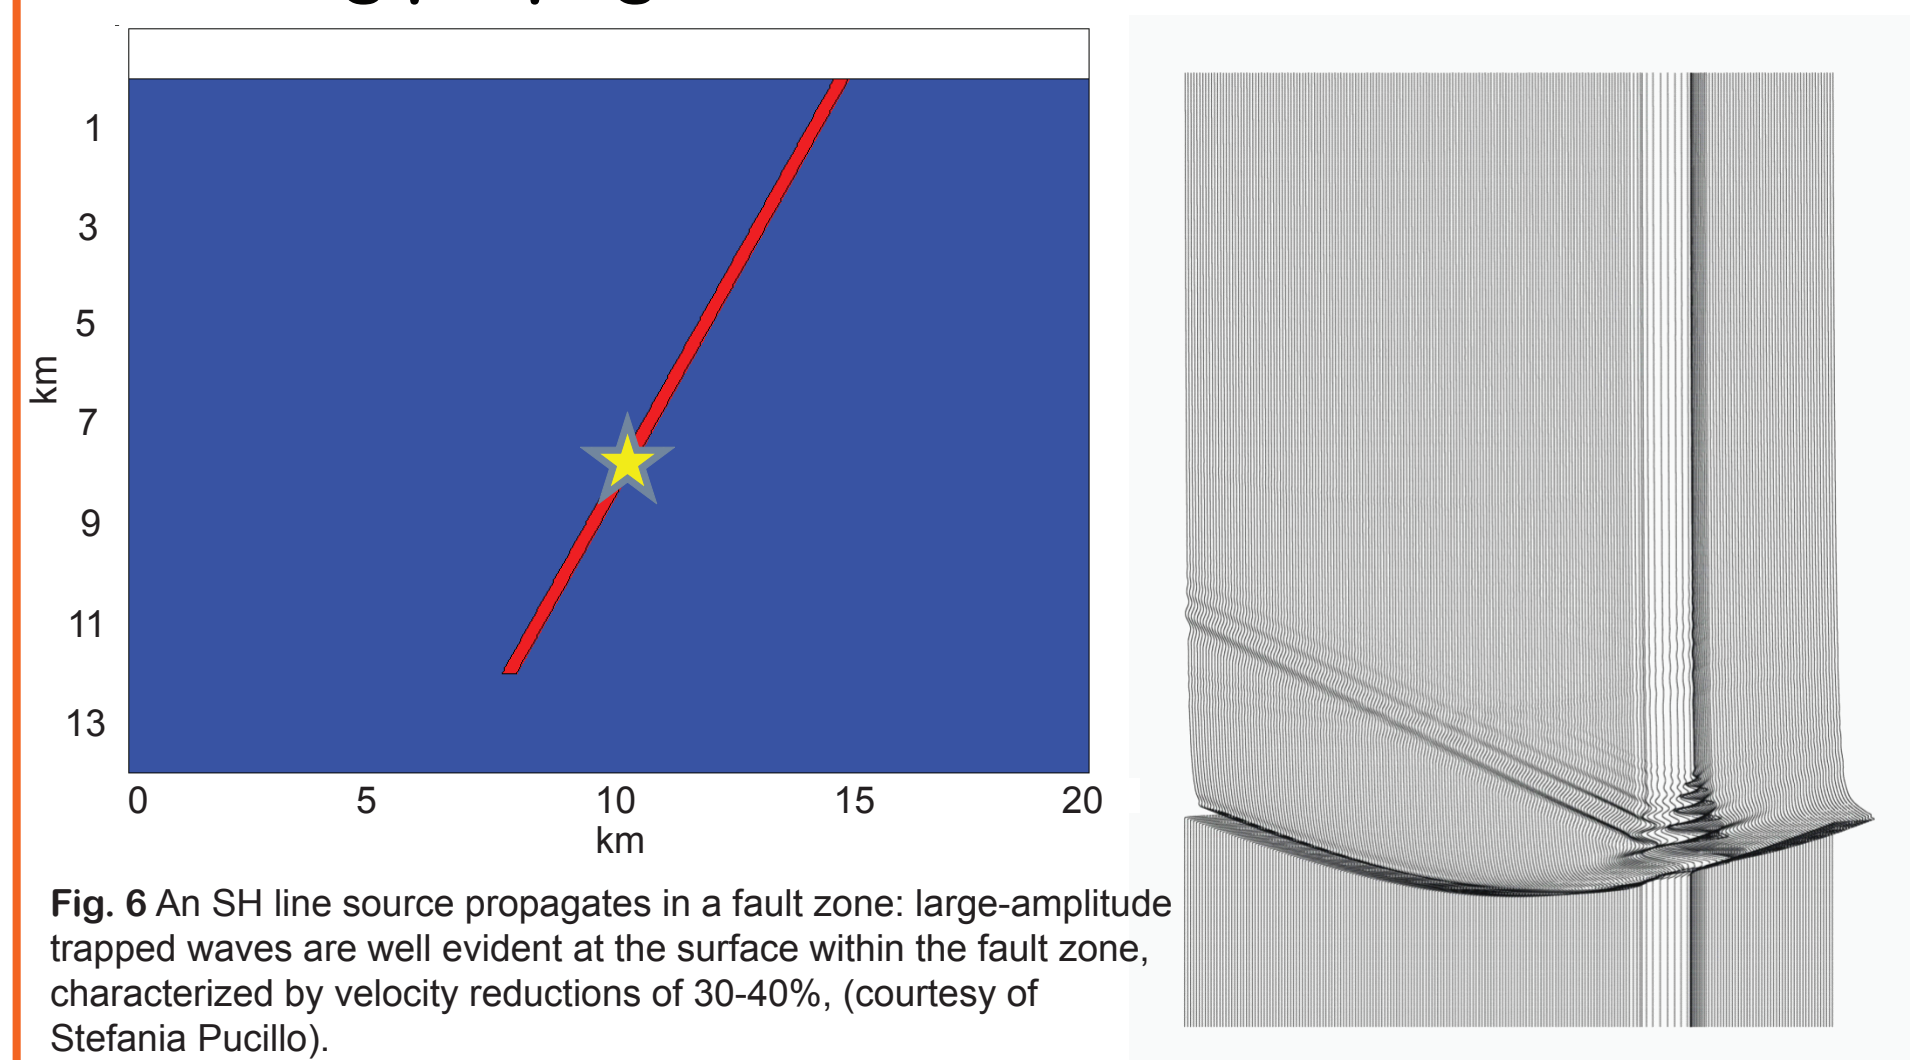 1
3
5
7
9
11
13
km
0 5 10 15 20
km
Fig. 6 An SH line source propagates in a fault zone: large-amplitude
trapped waves are well evident at the surface within the fault zone,
characterized by velocity reductions of 30-40%, (courtesy of
Stefania Pucillo).